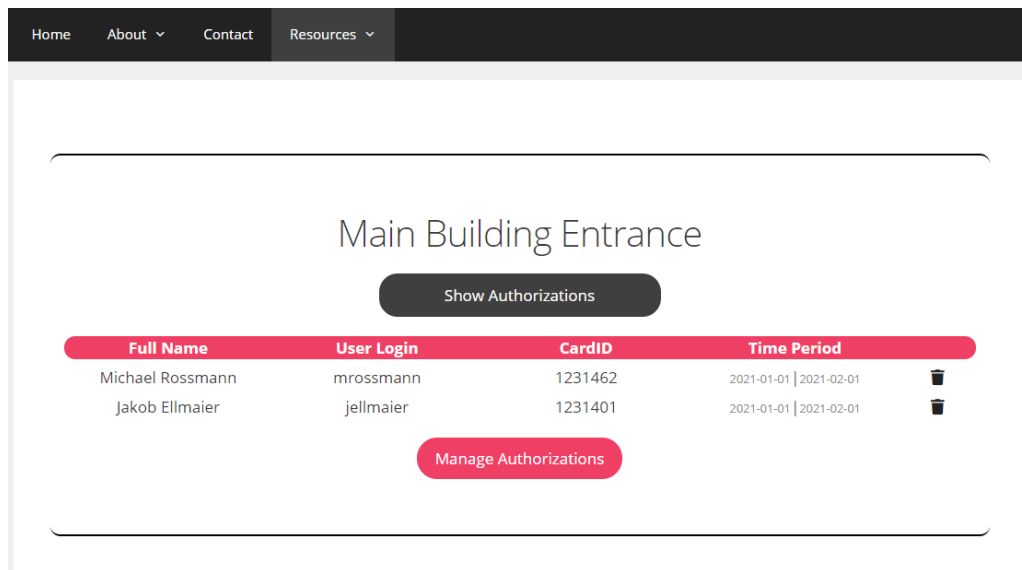 Home About Contact Resources
Main Building Entrance
Show Authorizations
Full Name User Login CardID Time Period
Michael Rossmann mrossmann 1231462 2021-01-01|2021-02-01
Jakob Ellmaier jellmaier 1231401 2021-01-01|2021-02-01
Manage Authorizations